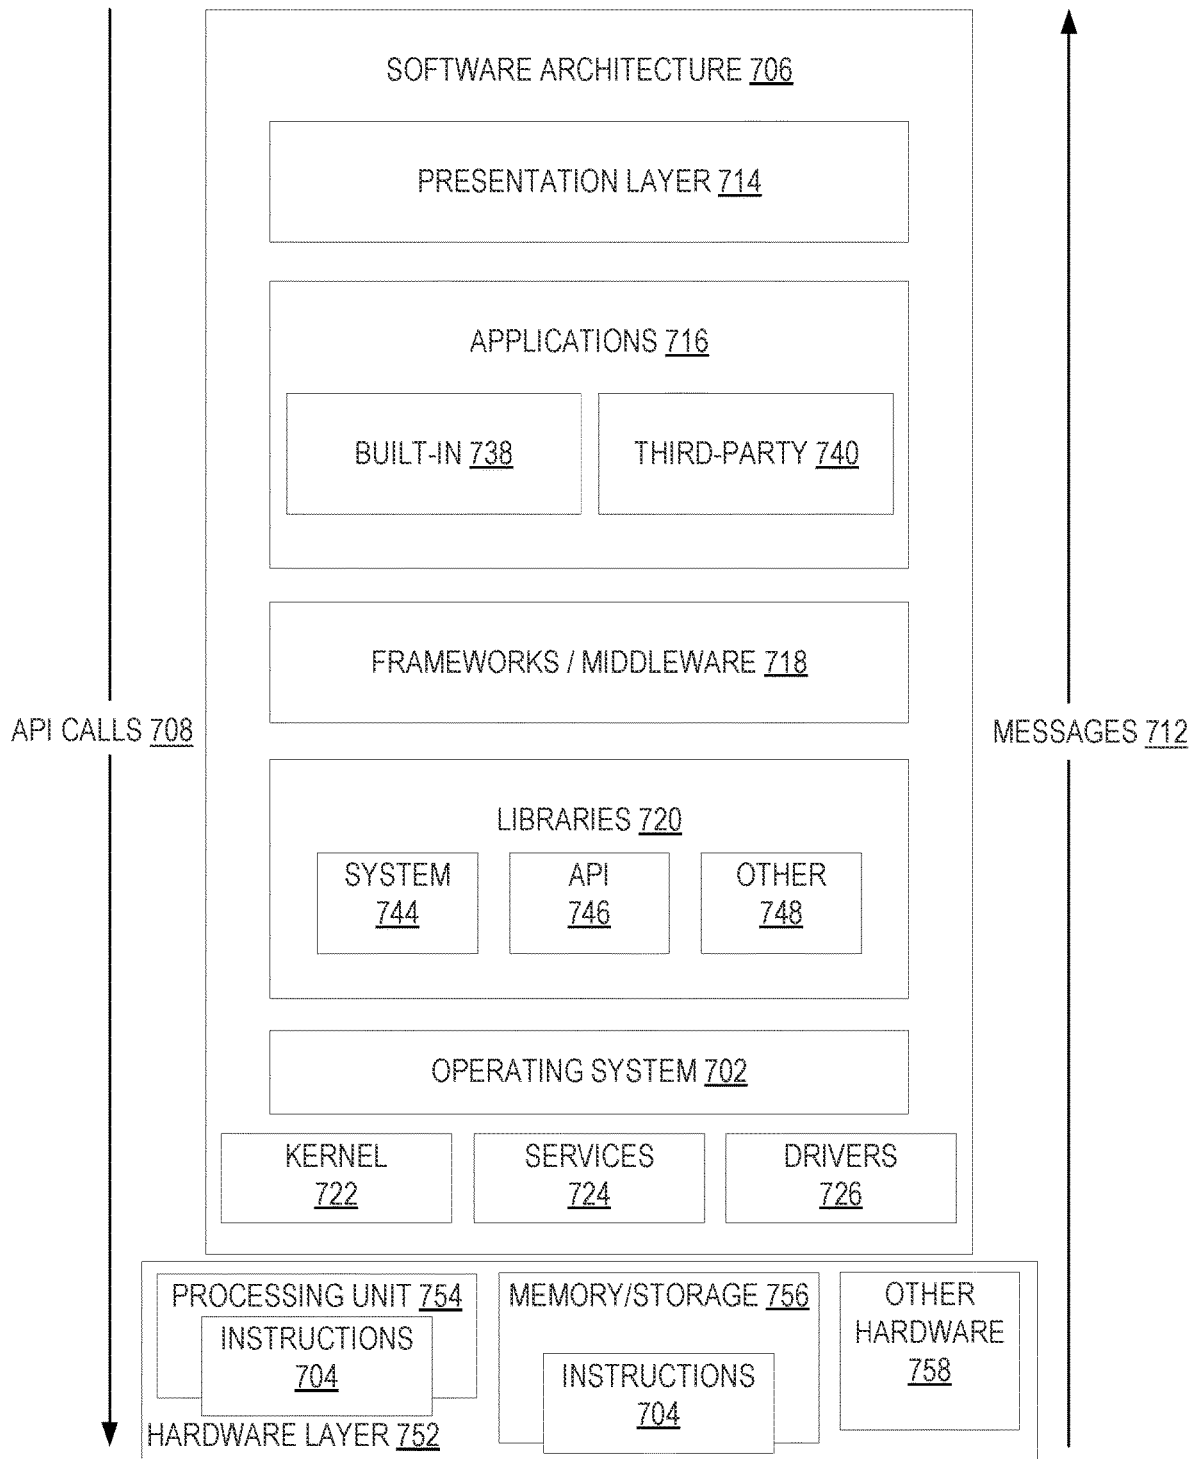 SOFTWARE ARCHITECTURE 706
PRESENTATION LAYER 714
APPLICATIONS 716
BUILT-IN 738
THIRD-PARTY 740
FRAMEWORKS / MIDDLEWARE 718
API CALLS 708
MESSAGES 712
LIBRARIES 720
SYSTEM
744
API
746
OTHER
748
OPERATING SYSTEM 702
KERNEL
722
SERVICES
724
DRIVERS
726
PROCESSING UNIT 754
INSTRUCTIONS
704
MEMORY/STORAGE 756
INSTRUCTIONS
704
OTHER
HARDWARE
758
HARDWARE LAYER 752